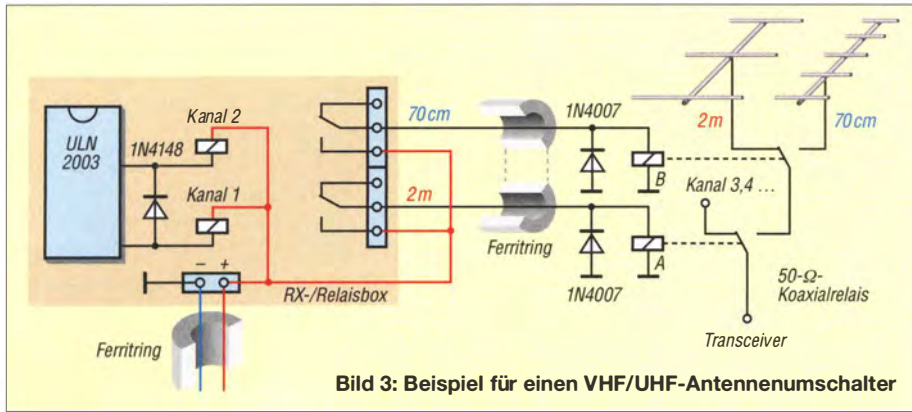 Kanal 2
ULN
2003
1N4148
Kanal 1
− +
RX-/Relaisbox
Ferritring
70cm
2m
Ferritring
1N4007
1N4007
B
A
2m
70cm
Kanal 3,4 ...
50-Ω-
Koaxialrelais
Transceiver
Bild 3: Beispiel für einen VHF/UHF-Antennenumschalter